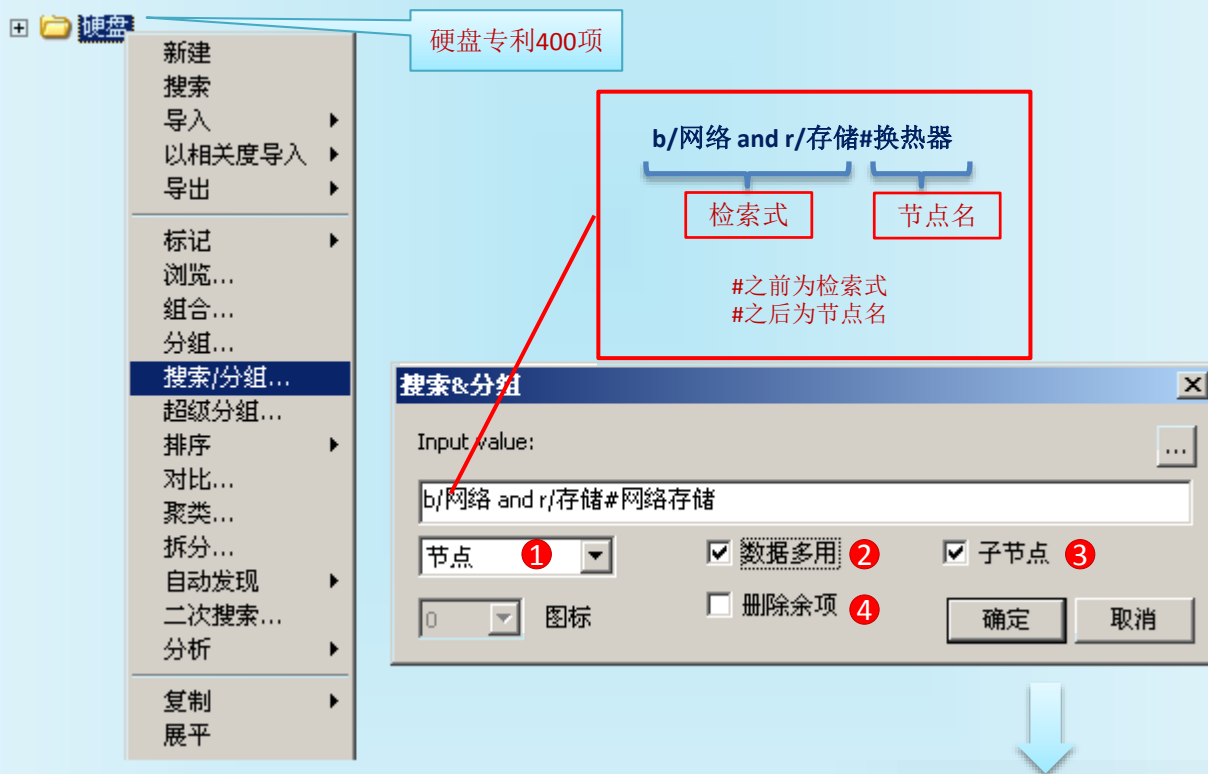 硬盘
硬盘专利400项
新建
搜索
导入
以相关度导入
导出
标记
浏览...
组合...
分组...
搜索/分组...
超级分组...
排序
对比...
聚类...
拆分...
自动发现
二次搜索...
分析
复制
展平
b/网络 and r/存储#换热器
检索式
节点名
#之前为检索式
#之后为节点名
搜索&分组
Input value:
...
b/网络 and r/存储#网络存储
节点 1
数据多用 2
子节点 3
0 图标
删除余项 4
确定
取消